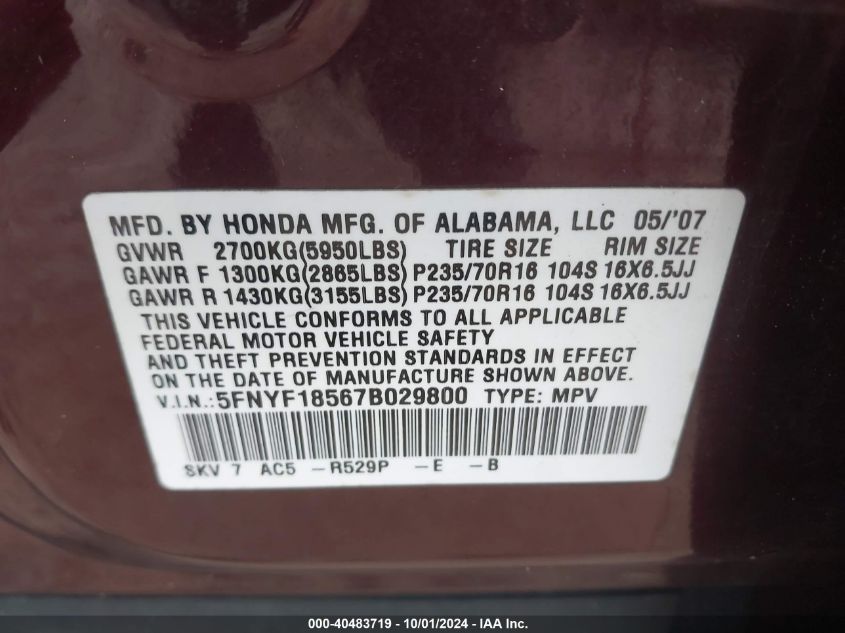 MFD. BY HONDA MFG. OF ALABAMA, LLC 05/'07
GVWR 2700KG(5950LBS) TIRE SIZE RIM SIZE
GAWR F 1300KG(2865LBS) P235/70R16 104S 16X6.5JJ
GAWR R 1430KG(3155LBS) P235/70R16 104S 16X6.5JJ
THIS VEHICLE CONFORMS TO ALL APPLICABLE
FEDERAL MOTOR VEHICLE SAFETY
AND THEFT PREVENTION STANDARDS IN EFFECT
ON THE DATE OF MANUFACTURE SHOWN ABOVE.
V.I.N.:5FNYF18567B029800 TYPE: MPV
SKV 7 AC5 -R529P -E -B
000-40483719 - 10/01/2024 - IAA Inc.